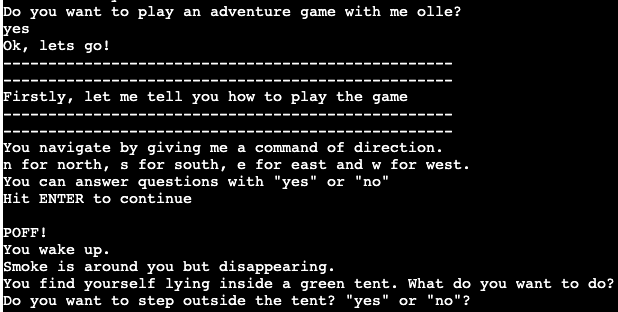 Do you want to play an adventure game with me olle?
yes
Ok, lets go!
--------------------------------------------------
--------------------------------------------------
Firstly, let me tell you how to play the game
--------------------------------------------------
--------------------------------------------------
You navigate by giving me a command of direction.
n for north, s for south, e for east and w for west.
You can answer questions with "yes" or "no"
Hit ENTER to continue
POFF!
You wake up.
Smoke is around you but disappearing.
You find yourself lying inside a green tent. What do you want to do?
Do you want to step outside the tent? "yes" or "no"?